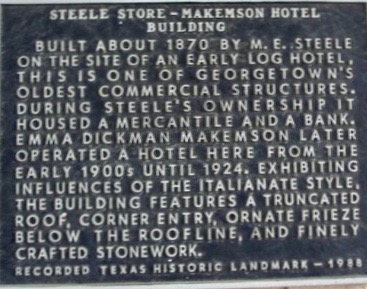 STEELE STORE - MAKEMSON HOTEL
BUILDING
BUILT ABOUT 1870 BY M. E. STEELE
ON THE SITE OF AN EARLY LOG HOTEL,
THIS IS ONE OF GEORGETOWN'S
OLDEST COMMERCIAL STRUCTURES.
DURING STEELE'S OWNERSHIP IT
HOUSED A MERCANTILE AND A BANK.
EMMA DICKMAN MAKEMSON LATER
OPERATED A HOTEL HERE FROM THE
EARLY 1900s UNTIL 1924. EXHIBITING
INFLUENCES OF THE ITALIANATE STYLE,
THE BUILDING FEATURES A TRUNCATED
ROOF, CORNER ENTRY, ORNATE FRIEZE
BELOW THE ROOFLINE, AND FINELY
CRAFTED STONEWORK.
RECORDED TEXAS HISTORIC LANDMARK - 1988